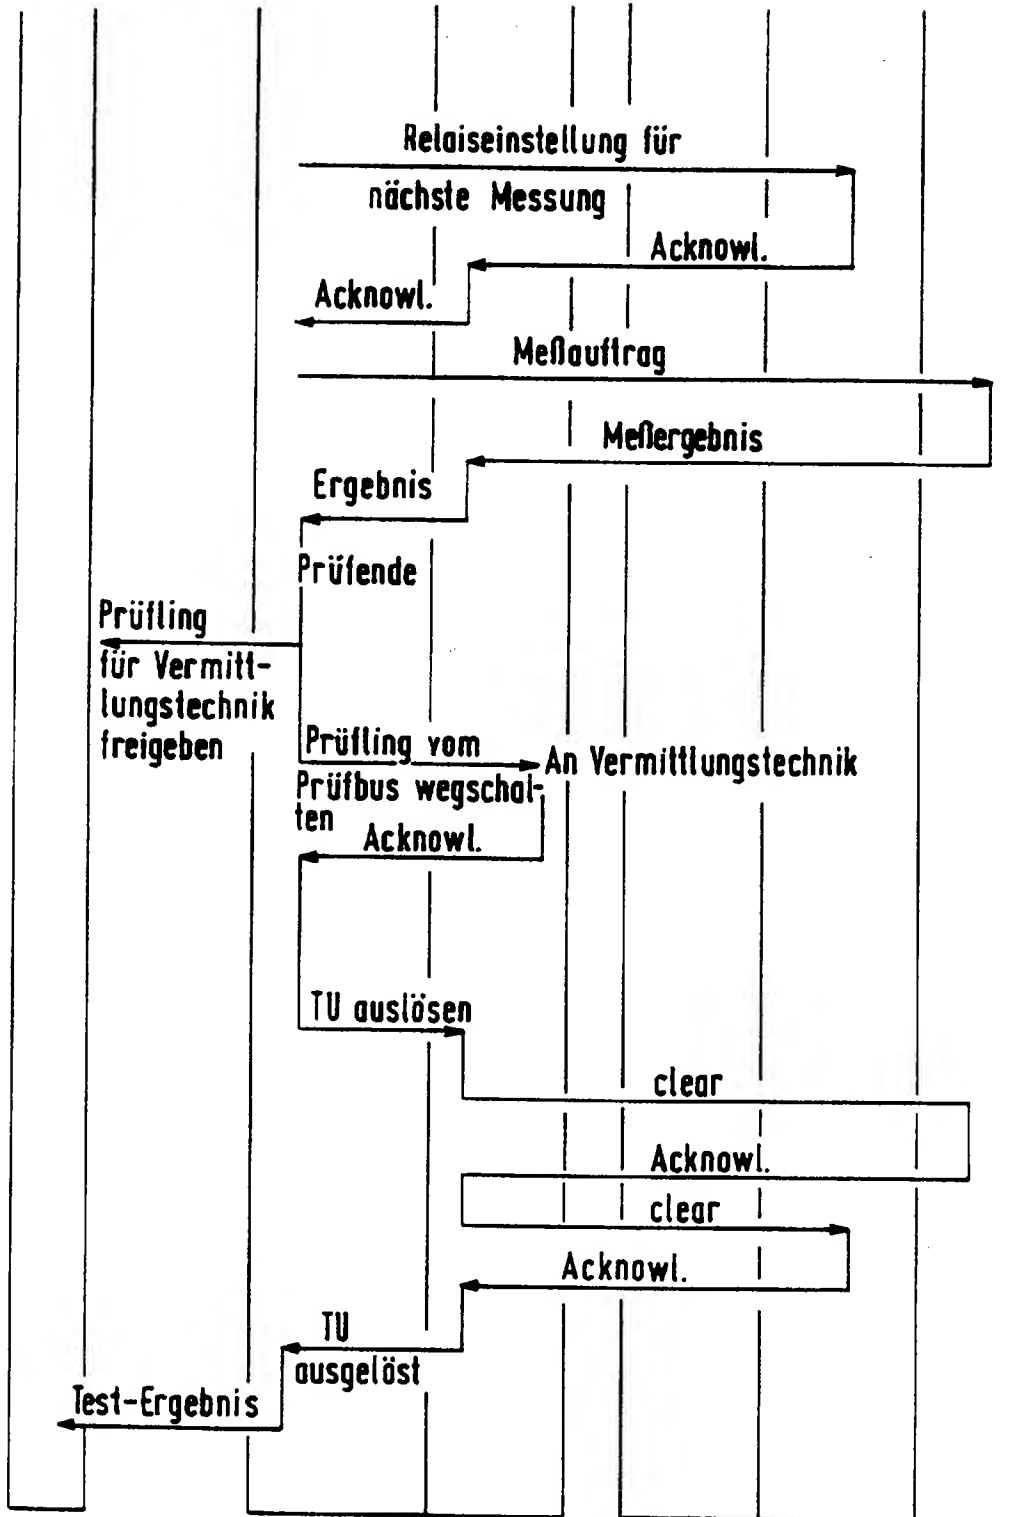 Relaiseinstellung für
nächste Messung
Acknowl.
Acknowl.
Meßauftrag
Meßergebnis
Ergebnis
Prüfende
Prüfling
für Vermitt-
lungstechnik
freigeben
Prüfling vom
An Vermittlungstechnik
Prüfbus wegschal-
ten
Acknowl.
TU auslösen
clear
Acknowl.
clear
Acknowl.
TU
ausgelöst
Test-Ergebnis